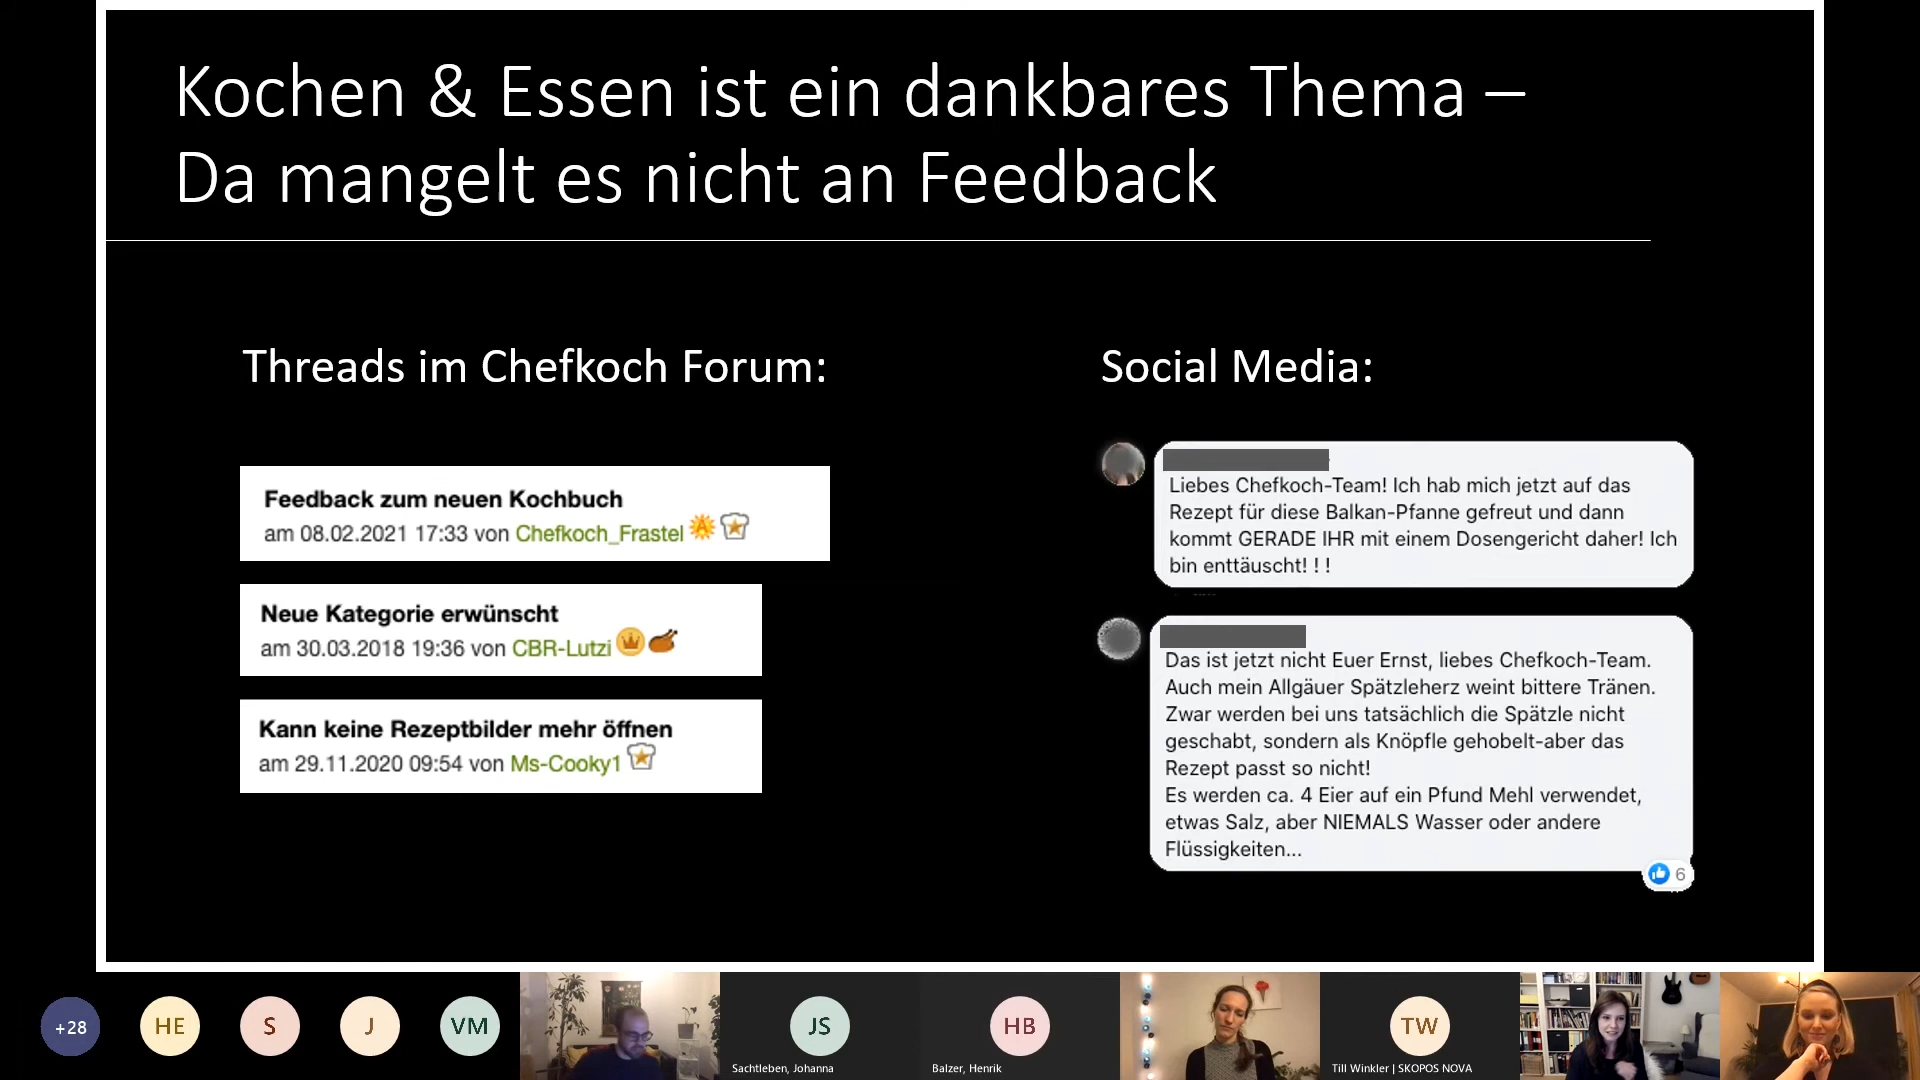 Kochen & Essen ist ein dankbares Thema –
Da mangelt es nicht an Feedback
Threads im Chefkoch Forum:
Feedback zum neuen Kochbuch
am 08.02.2021 17:33 von Chefkoch_Frastel
Neue Kategorie erwünscht
am 30.03.2018 19:36 von CBR-Lutzi
Kann keine Rezeptbilder mehr öffnen
am 29.11.2020 09:54 von Ms-Cooky1
Social Media:
Liebes Chefkoch-Team! Ich hab mich jetzt auf das
Rezept für diese Balkan-Pfanne gefreut und dann
kommt GERADE IHR mit einem Dosengericht daher! Ich
bin enttäuscht! ! !
Das ist jetzt nicht Euer Ernst, liebes Chefkoch-Team.
Auch mein Allgäuer Spätzleherz weint bittere Tränen.
Zwar werden bei uns tatsächlich die Spätzle nicht
geschabt, sondern als Knöpfle gehobelt-aber das
Rezept passt so nicht!
Es werden ca. 4 Eier auf ein Pfund Mehl verwendet,
etwas Salz, aber NIEMALS Wasser oder andere
Flüssigkeiten...
6
+28
HE
S
J
VM
JS
Sachtleben, Johanna
HB
Balzer, Henrik
TW
Till Winkler | SKOPOS NOVA